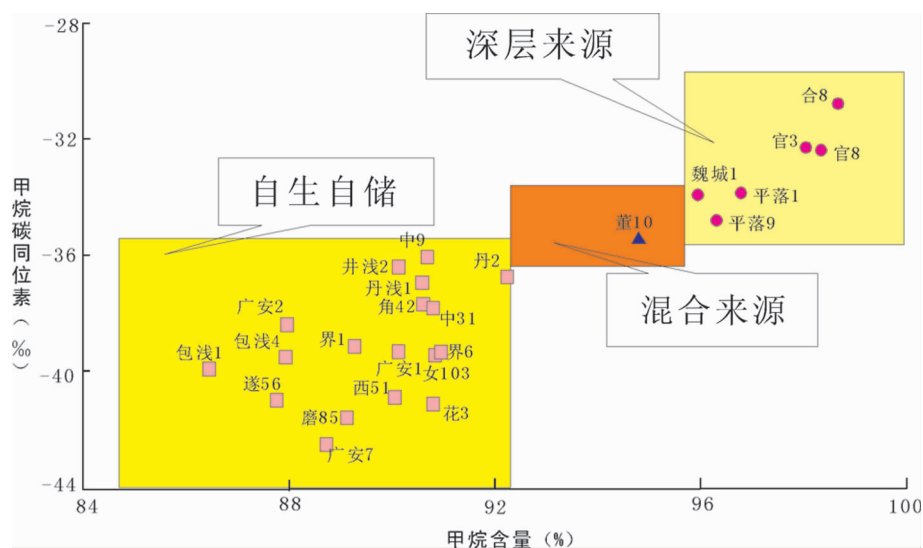 -28
深层来源
合8
-32
官3
官8
自生自储
魏城1
平落1
董10
平落9
甲烷碳同位素(‰)
-36
中9
井浅2
丹2
丹浅1
角42
中31
混合来源
广安2
包浅4
界1
界6
包浅1
广安1
女103
-40
遂56
西51
花3
磨85
广安7
-44
84
88
92
96
100
甲烷含量(%)